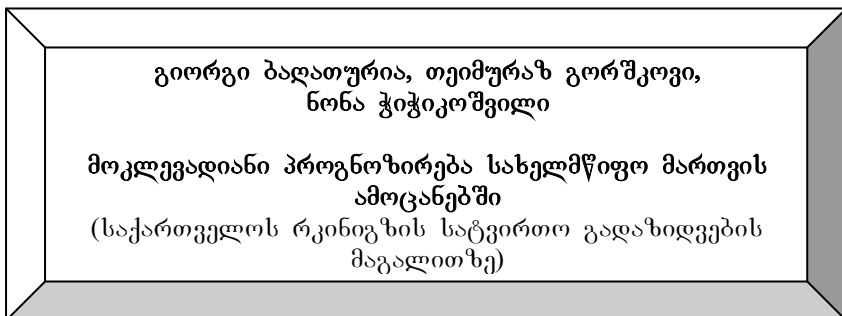 გიორგი ბაღათურია, თეიმურაზ გორშკოვი,
ნონა ჭიჭიკოშვილი
მოკლევადიანი პროგნოზირება სახელმწიფო მართვის
ამოცანებში
(საქართველოს რკინიგზის სატვირთო გადაზიდვების
მაგალითზე)